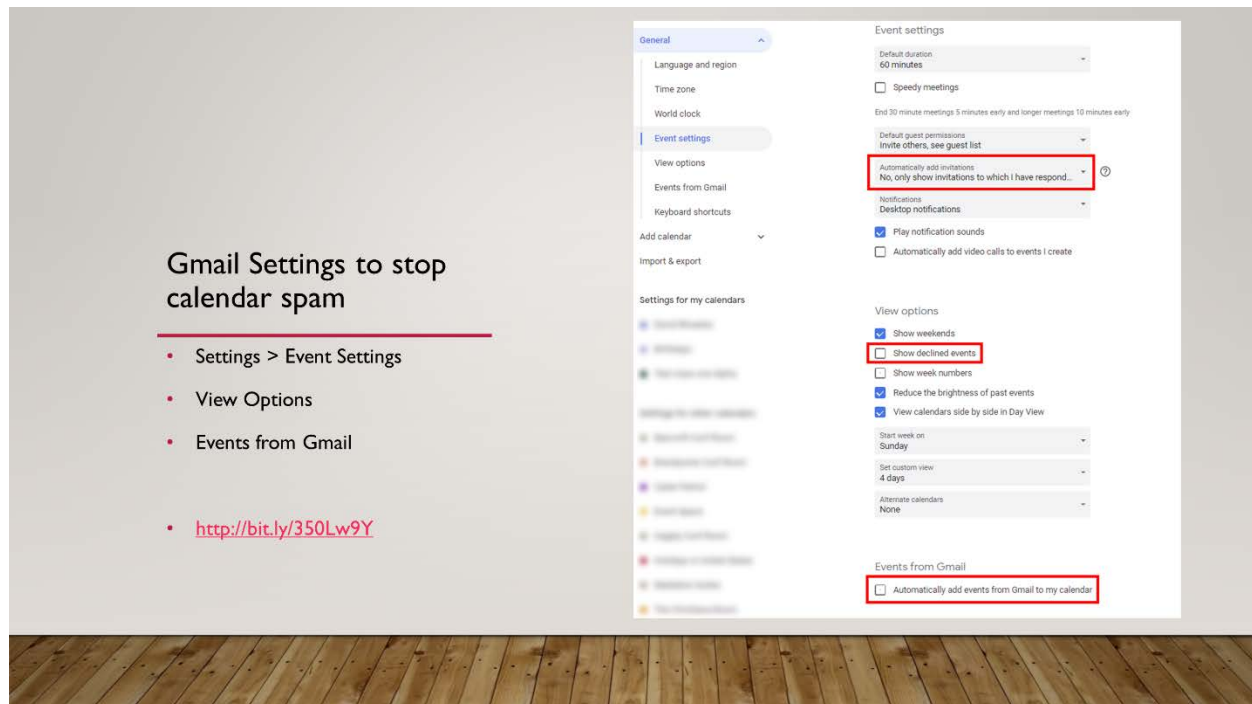 Gmail Settings to stop
calendar spam
• Settings > Event Settings
• View Options
• Events from Gmail
• http://bit.ly/350Lw9Y
General
Language and region
Time zone
World clock
Event settings
View options
Events from Gmail
Keyboard shortcuts
Add calendar
Import & export
Settings for my calendars
Event settings
Default duration
60 minutes
Speedy meetings
End 30 minute meetings 5 minutes early and longer meetings 10 minutes early
Default guest permissions
Invite others, see guest list
Automatically add invitations
No, only show invitations to which I have respond...
Notifications
Desktop notifications
Play notification sounds
Automatically add video calls to events I create
View options
Show weekends
Show declined events
Show week numbers
Reduce the brightness of past events
View calendars side by side in Day View
Start week on
Sunday
Set custom view
4 days
Alternate calendars
None
Events from Gmail
Automatically add events from Gmail to my calendar